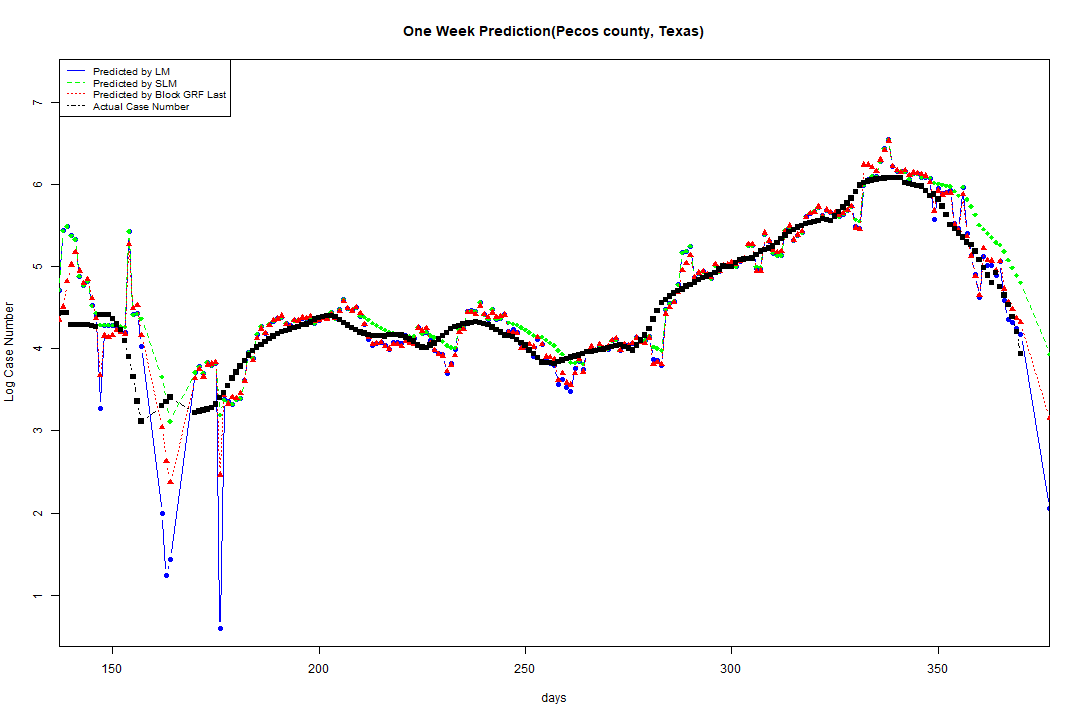 One Week Prediction(Pecos county, Texas)
Predicted by LM
Predicted by SLM
Predicted by Block GRF Last
Actual Case Number
7
6
5
4
3
2
1
Log Case Number
150
200
250
300
350
days